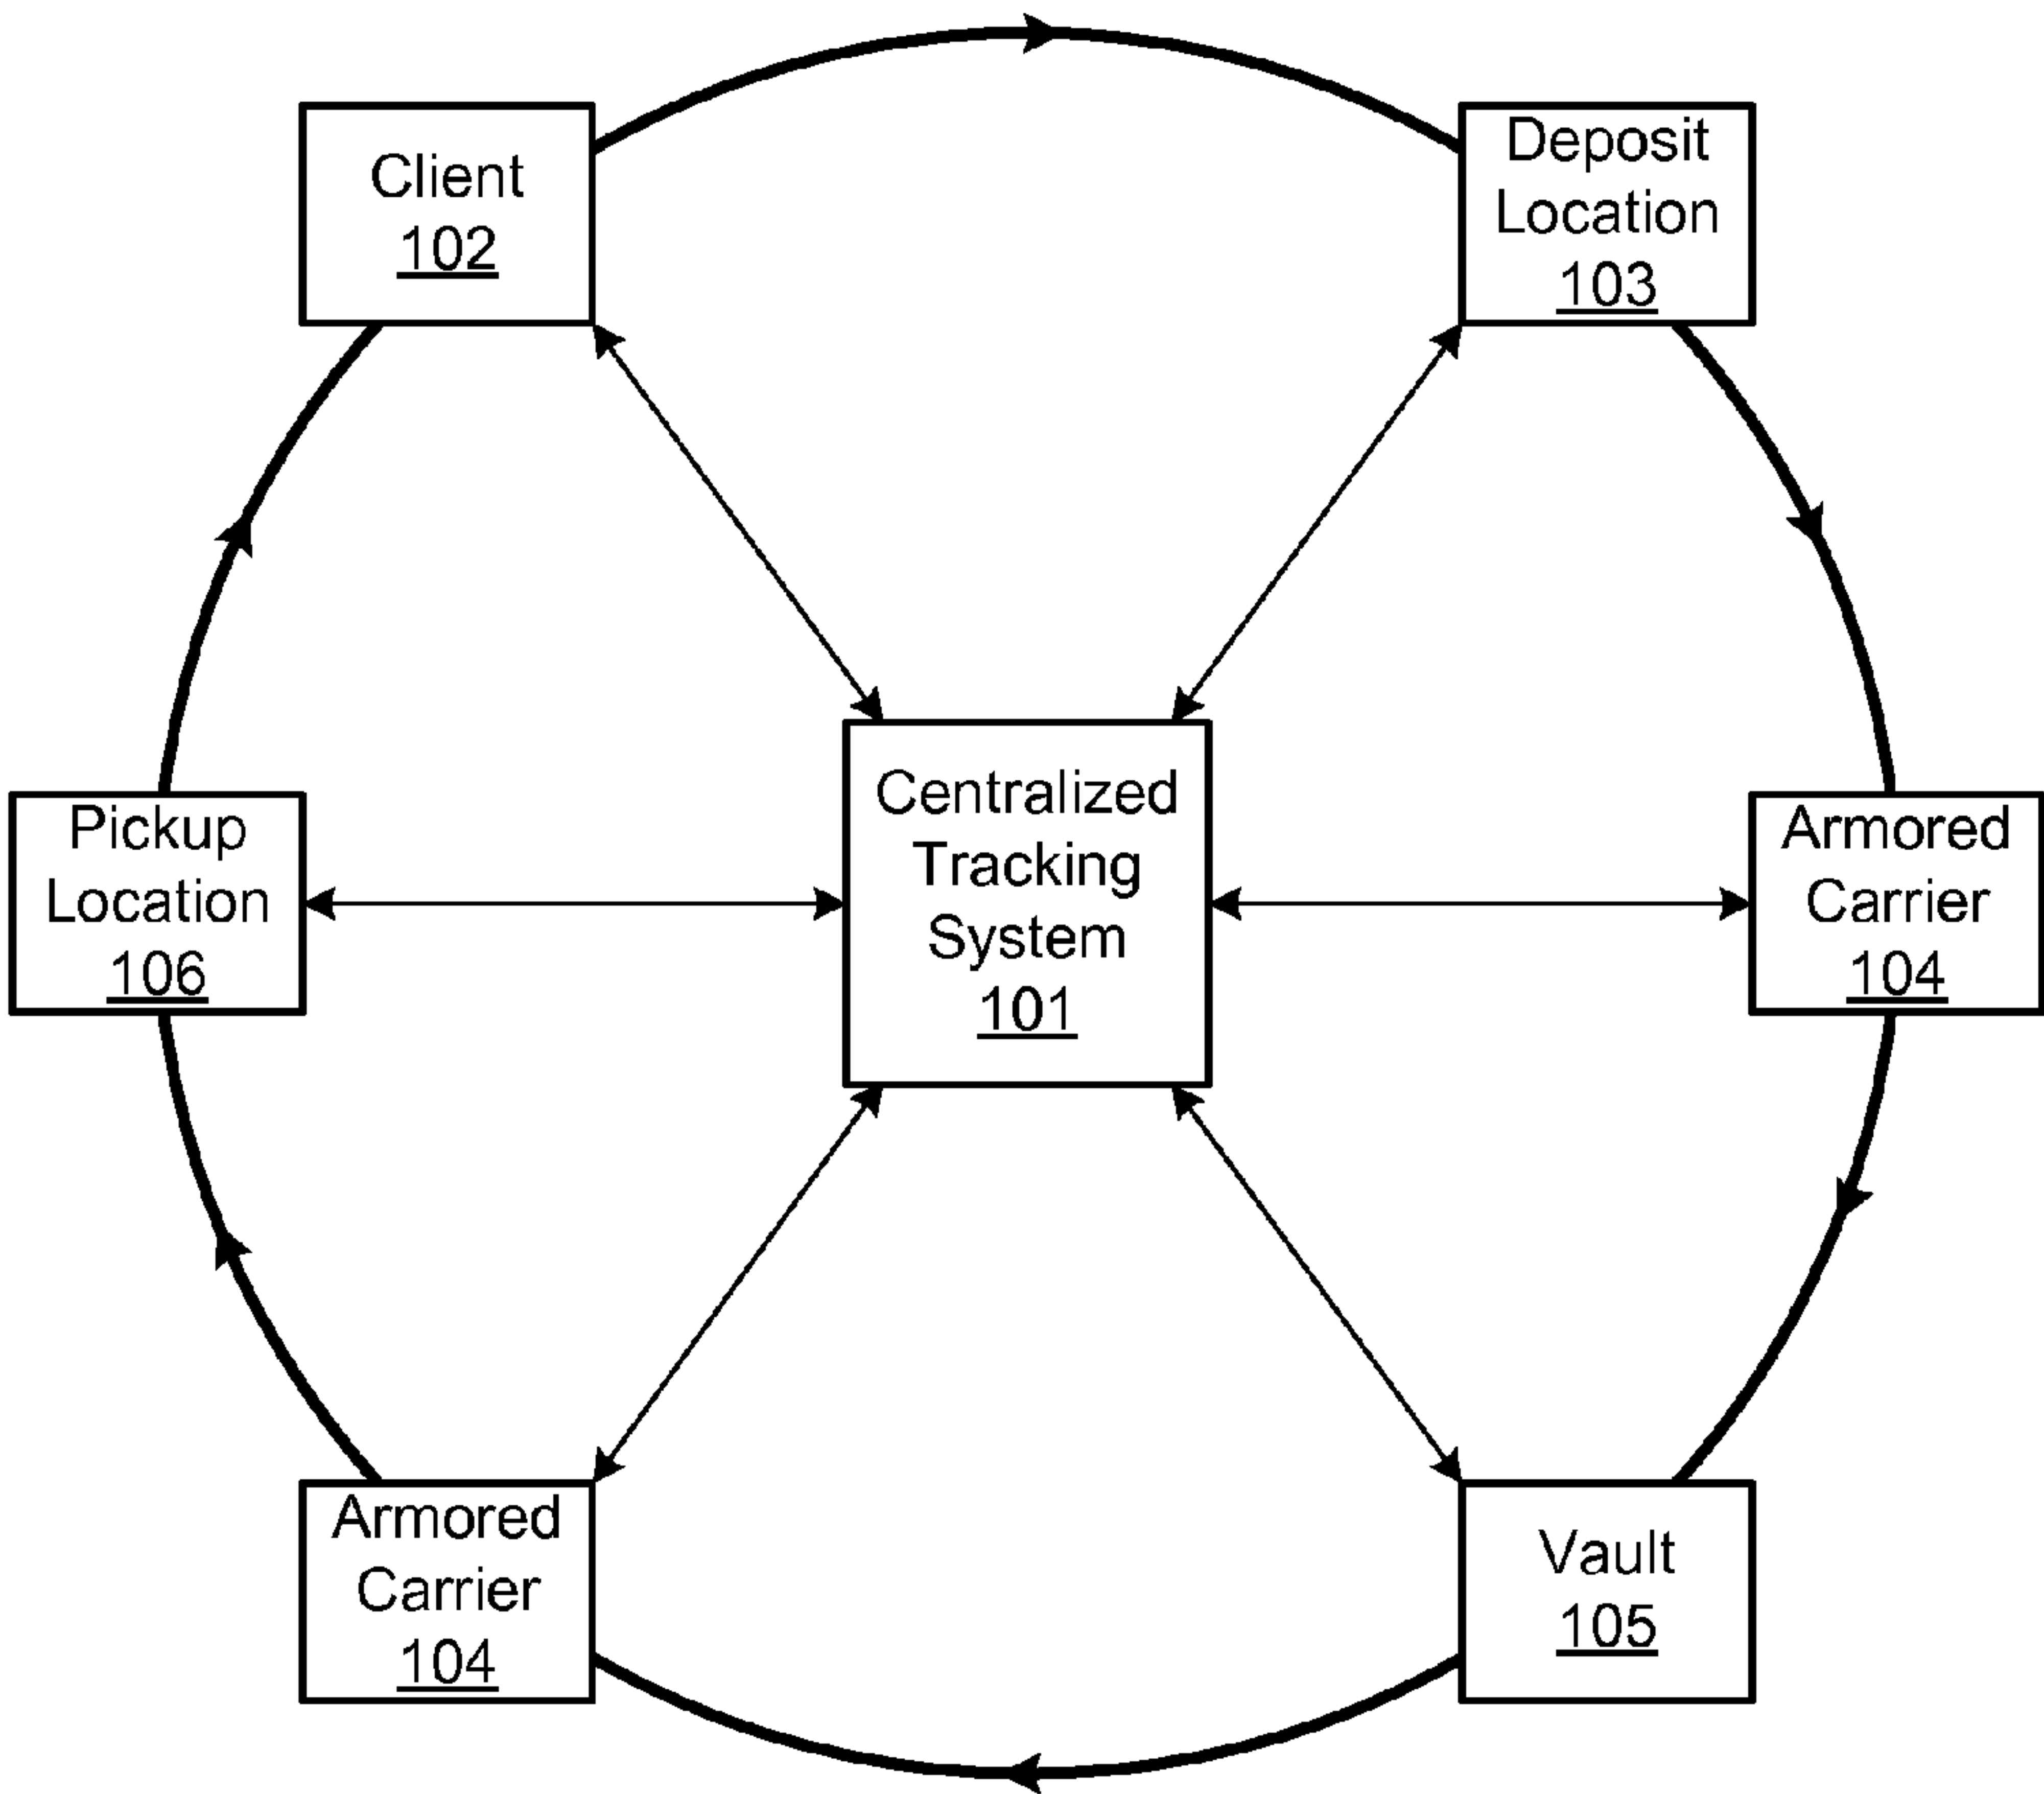 Client
102
Deposit
Location
103
Pickup
Location
106
Centralized
Tracking
System
101
Armored
Carrier
104
Armored
Carrier
104
Vault
105